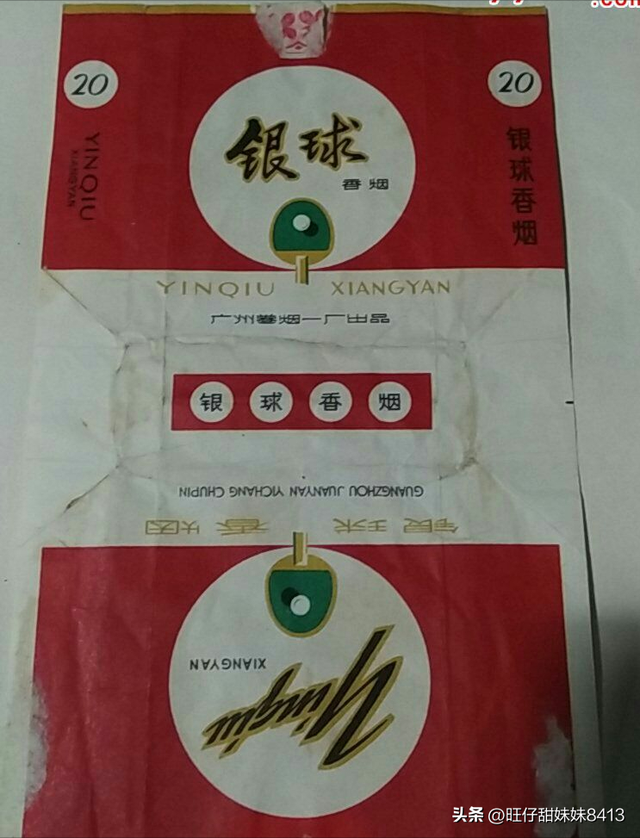 20
YINQIU
XIANGYAN
银球
香烟
20
银球香烟
YINQIU XIANGYAN
广州卷烟一厂出品
银球香烟
GUANGZHOU JUANYAN YICHANG CHUPIN
银球 香烟
XIANGYAN
Yinqiu
头条 @旺仔甜妹妹8413